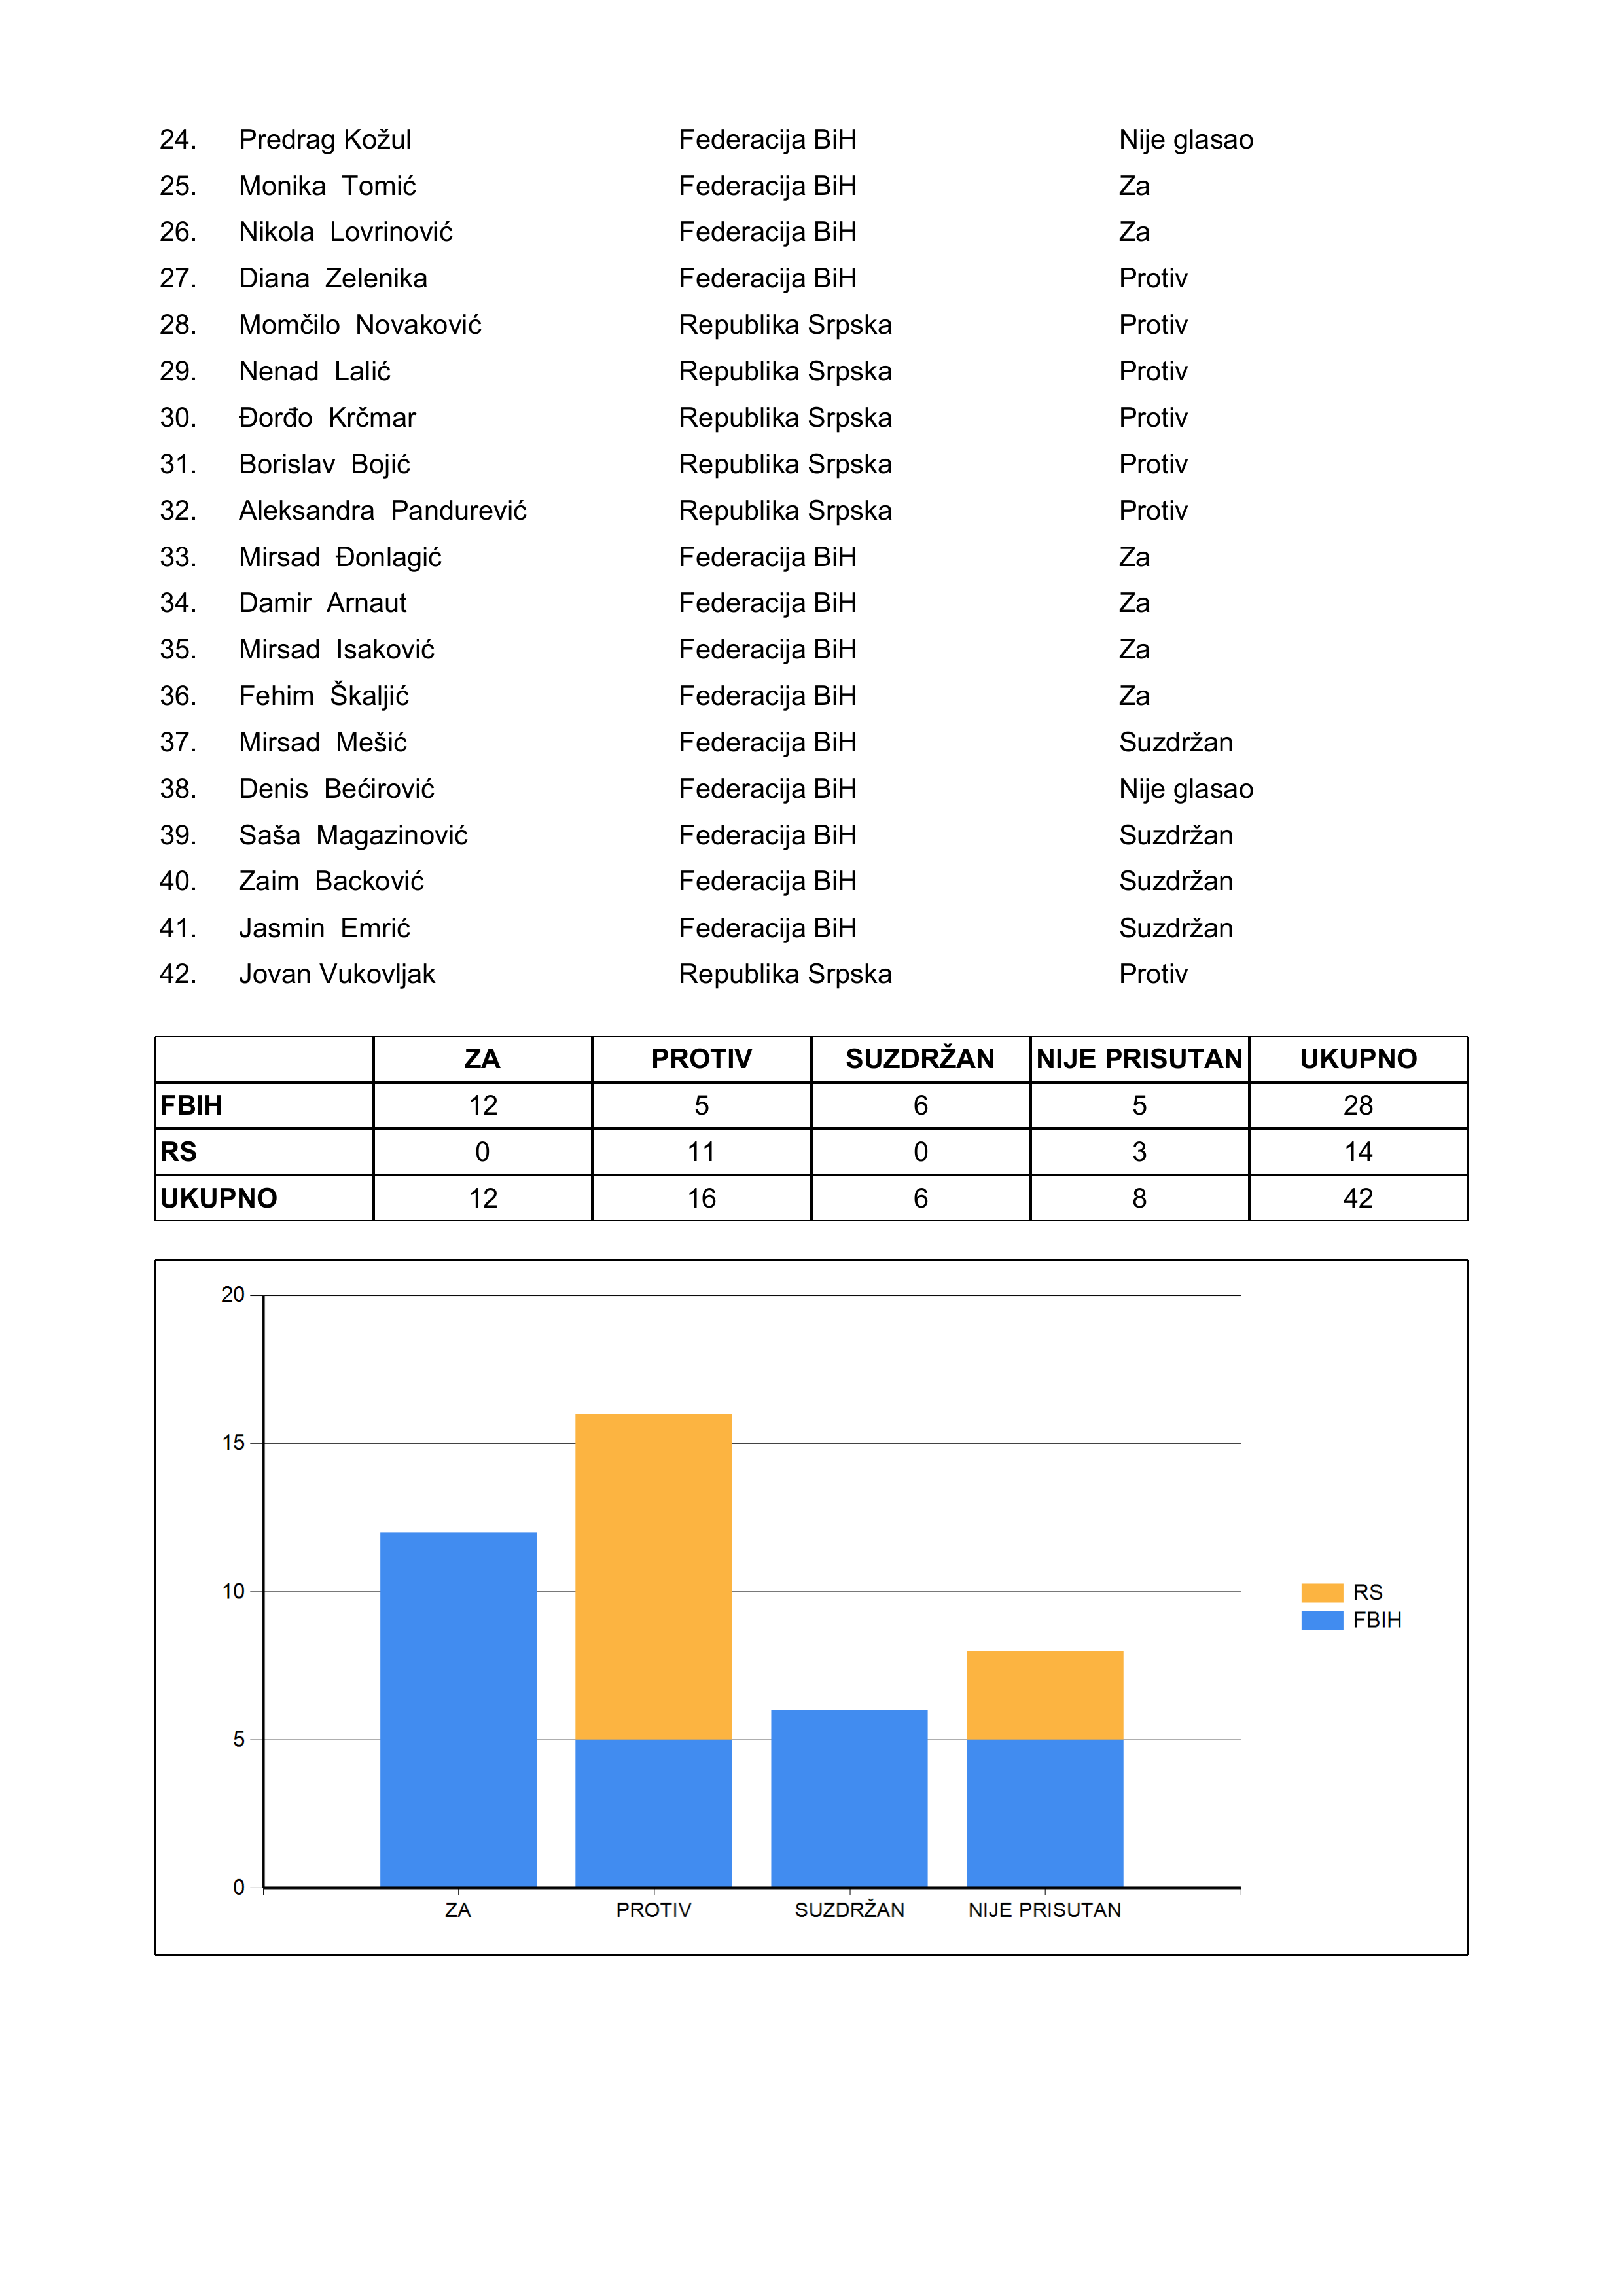 24. Predrag Kožul Federacija BiH Nije glasao
25. Monika Tomić Federacija BiH Za
26. Nikola Lovrinović Federacija BiH Za
27. Diana Zelenika Federacija BiH Protiv
28. Momčilo Novaković Republika Srpska Protiv
29. Nenad Lalić Republika Srpska Protiv
30. Đorđo Krčmar Republika Srpska Protiv
31. Borislav Bojić Republika Srpska Protiv
32. Aleksandra Pandurević Republika Srpska Protiv
33. Mirsad Đonlagić Federacija BiH Za
34. Damir Arnaut Federacija BiH Za
35. Mirsad Isaković Federacija BiH Za
36. Fehim Škaljić Federacija BiH Za
37. Mirsad Mešić Federacija BiH Suzdržan
38. Denis Bećirović Federacija BiH Nije glasao
39. Saša Magazinović Federacija BiH Suzdržan
40. Zaim Backović Federacija BiH Suzdržan
41. Jasmin Emrić Federacija BiH Suzdržan
42. Jovan Vukovljak Republika Srpska Protiv
ZA PROTIV SUZDRŽAN NIJE PRISUTAN UKUPNO
FBIH 12 5 6 5 28
RS 0 11 0 3 14
UKUPNO 12 16 6 8 42
20
15
10
5
0
ZA PROTIV SUZDRŽAN NIJE PRISUTAN
RS
FBIH